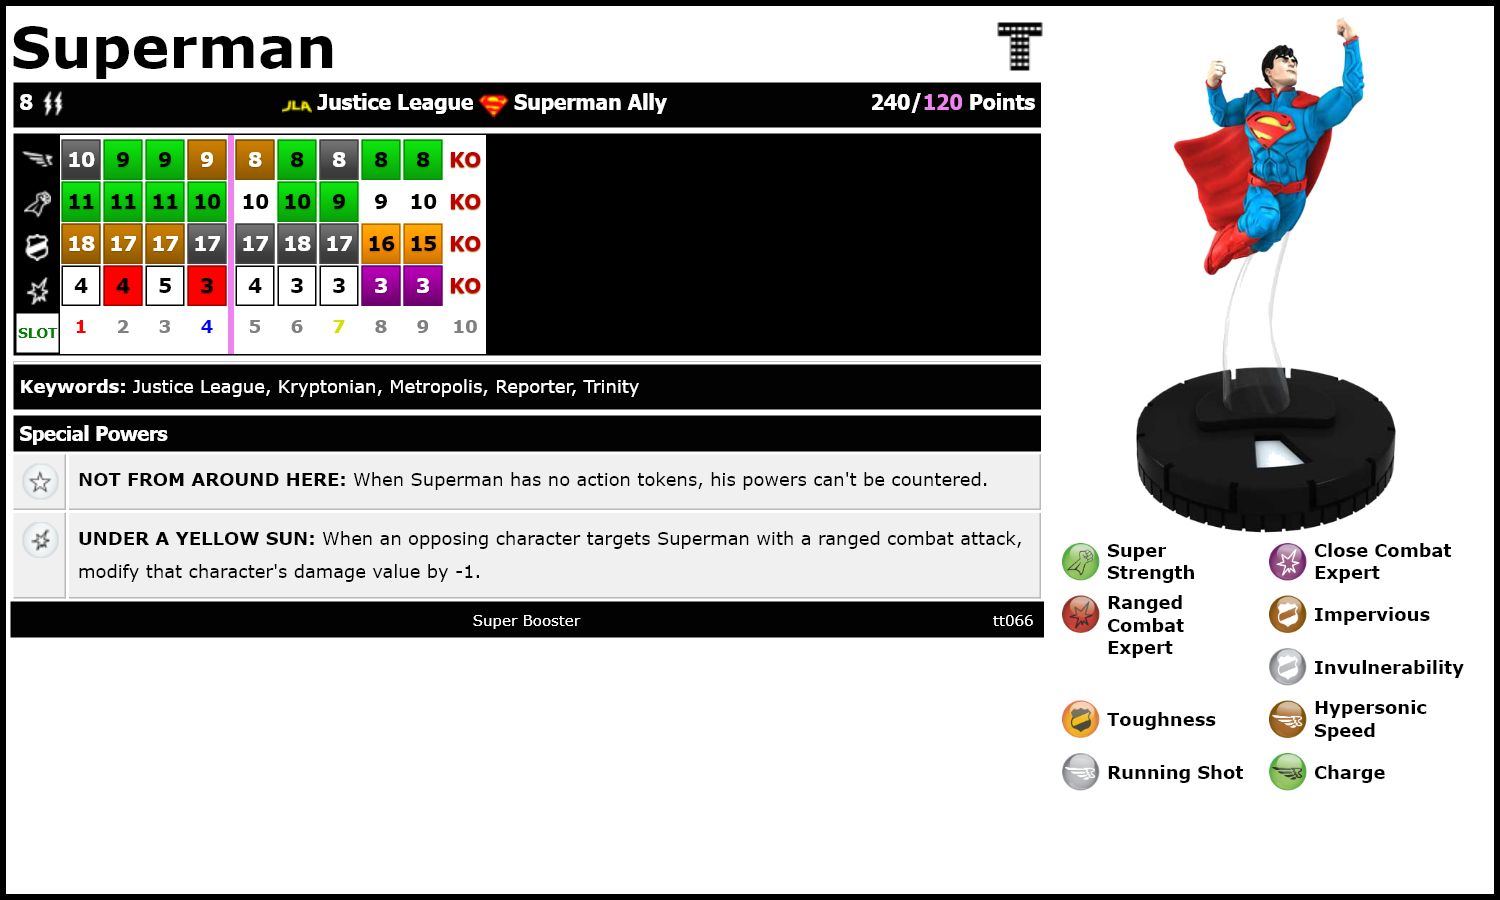 Superman
T
8 JLA Justice League Superman Ally 240/120 Points
10 9 9 9 8 8 8 8 8 KO
11 11 11 10 10 10 9 9 10 KO
18 17 17 17 17 18 17 16 15 KO
4 4 5 3 4 3 3 3 3 KO
SLOT 1 2 3 4 5 6 7 8 9 10
Keywords: Justice League, Kryptonian, Metropolis, Reporter, Trinity
Special Powers
NOT FROM AROUND HERE: When Superman has no action tokens, his powers can't be countered.
UNDER A YELLOW SUN: When an opposing character targets Superman with a ranged combat attack,
modify that character's damage value by -1.
Super Booster tt066
Super
Strength
Close Combat
Expert
Ranged
Combat
Expert
Impervious
Invulnerability
Toughness
Hypersonic
Speed
Running Shot
Charge